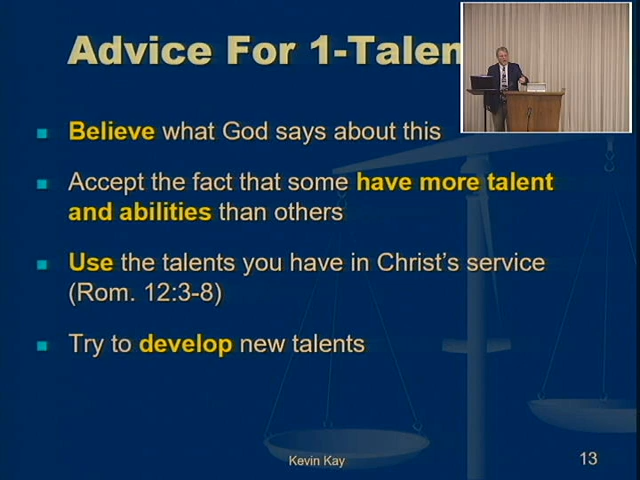 Advice For 1-Talen
Believe what God says about this
Accept the fact that some have more talent
and abilities than others
Use the talents you have in Christ's service
(Rom. 12:3-8)
Try to develop new talents
Kevin Kay
13